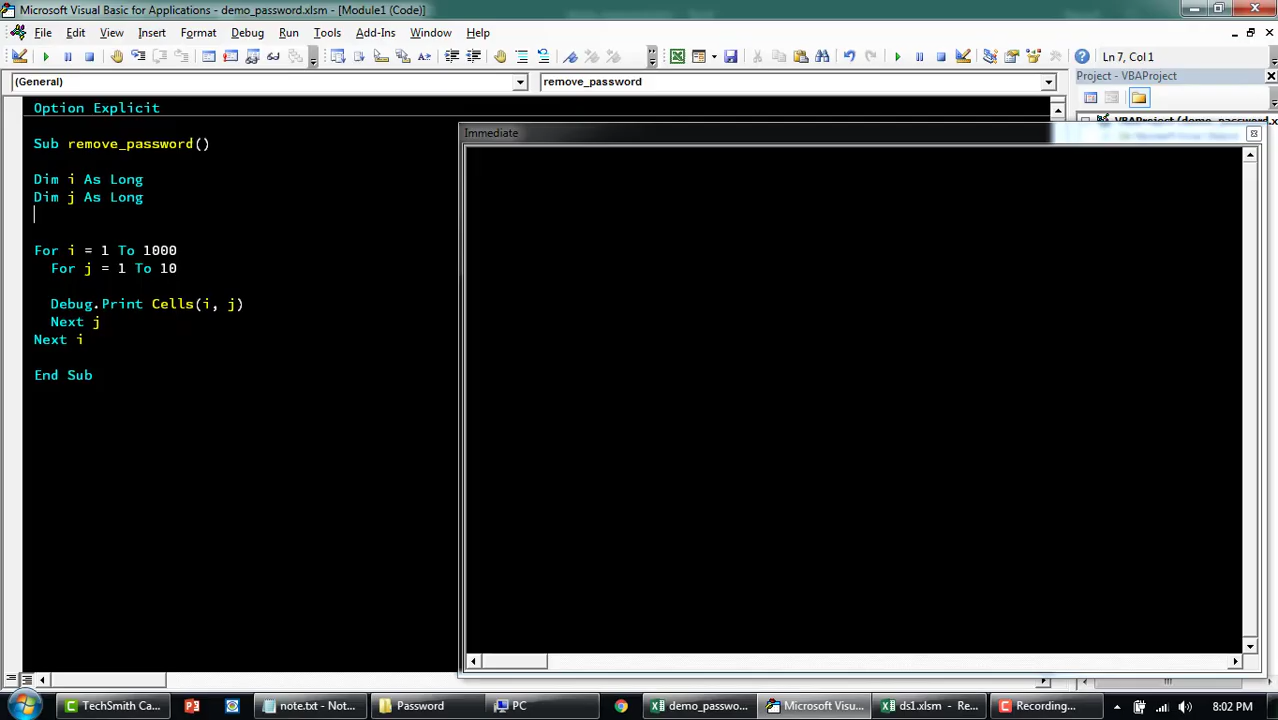 Microsoft Visual Basic for Applications - demo_password.xlsm - [Module1 (Code)]
File Edit View Insert Format Debug Run Tools Add-Ins Window Help
Ln 7, Col 1
(General) remove_password
Project - VBAProject
Option Explicit
VBAProject (demo_password.x
Immediate
Sub remove_password()
Dim i As Long
Dim j As Long
For i = 1 To 1000
For j = 1 To 10
Debug.Print Cells(i, j)
Next j
Next i
End Sub
TechSmith Ca... note.txt - Not... Password PC demo_passwo... Microsoft Visu... ds1.xlsm - Re... Recording... 8:02 PM